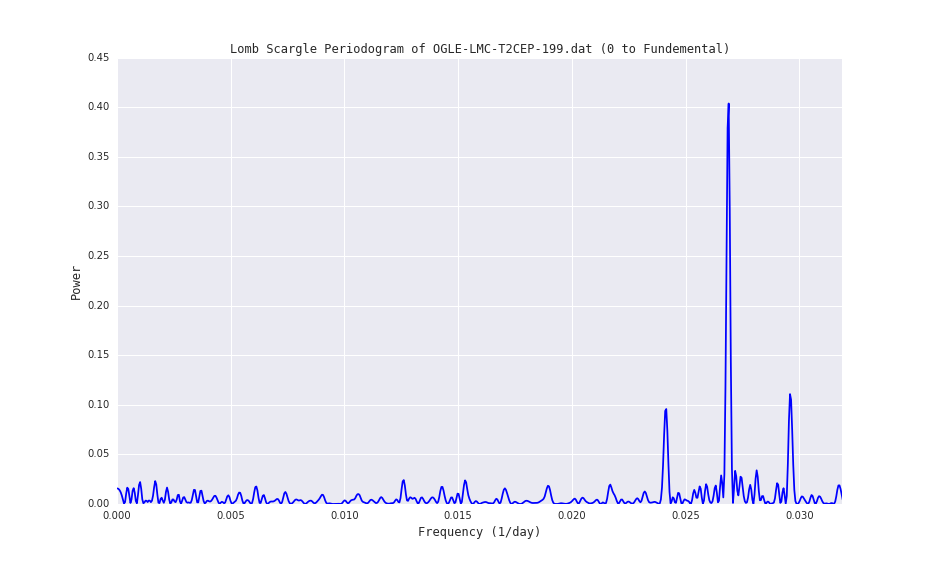 Lomb Scargle Periodogram of OGLE-LMC-T2CEP-199.dat (0 to Fundemental)
0.45
0.40
0.35
0.30
0.25
0.20
0.15
0.10
0.05
0.00
Power
0.000 0.005 0.010 0.015 0.020 0.025 0.030
Frequency (1/day)